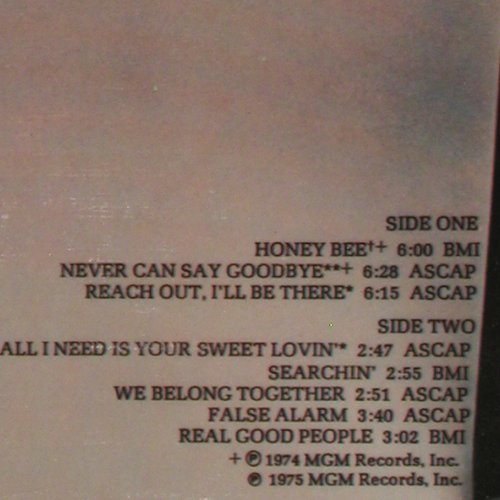 SIDE ONE
HONEY BEE†+ 6:00 BMI
NEVER CAN SAY GOODBYE**+ 6:28 ASCAP
REACH OUT, I'LL BE THERE* 6:15 ASCAP
SIDE TWO
ALL I NEED IS YOUR SWEET LOVIN'* 2:47 ASCAP
SEARCHIN' 2:55 BMI
WE BELONG TOGETHER 2:51 ASCAP
FALSE ALARM 3:40 ASCAP
REAL GOOD PEOPLE 3:02 BMI
+℗ 1974 MGM Records, Inc.
℗ 1975 MGM Records, Inc.